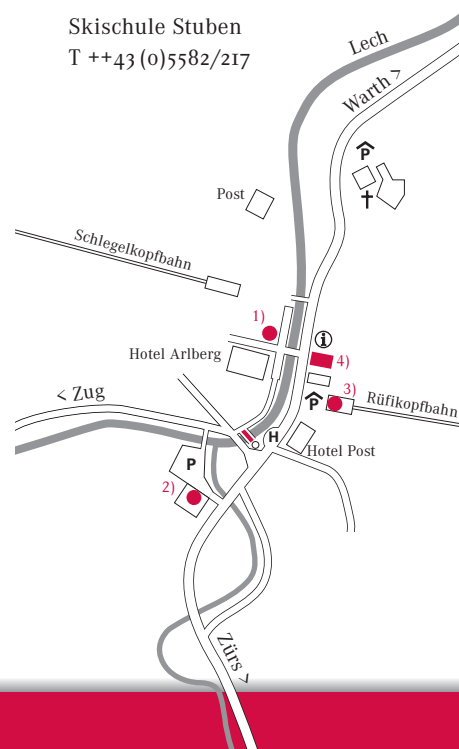 Skischule Stuben
T ++43 (0)5582/217
Lech
Warth >
P
Post
Schlegelkopfbahn
1)
i
Hotel Arlberg
4)
3)
< Zug
P
Rüfikopfbahn
H
Hotel Post
P
2)
Zürs >